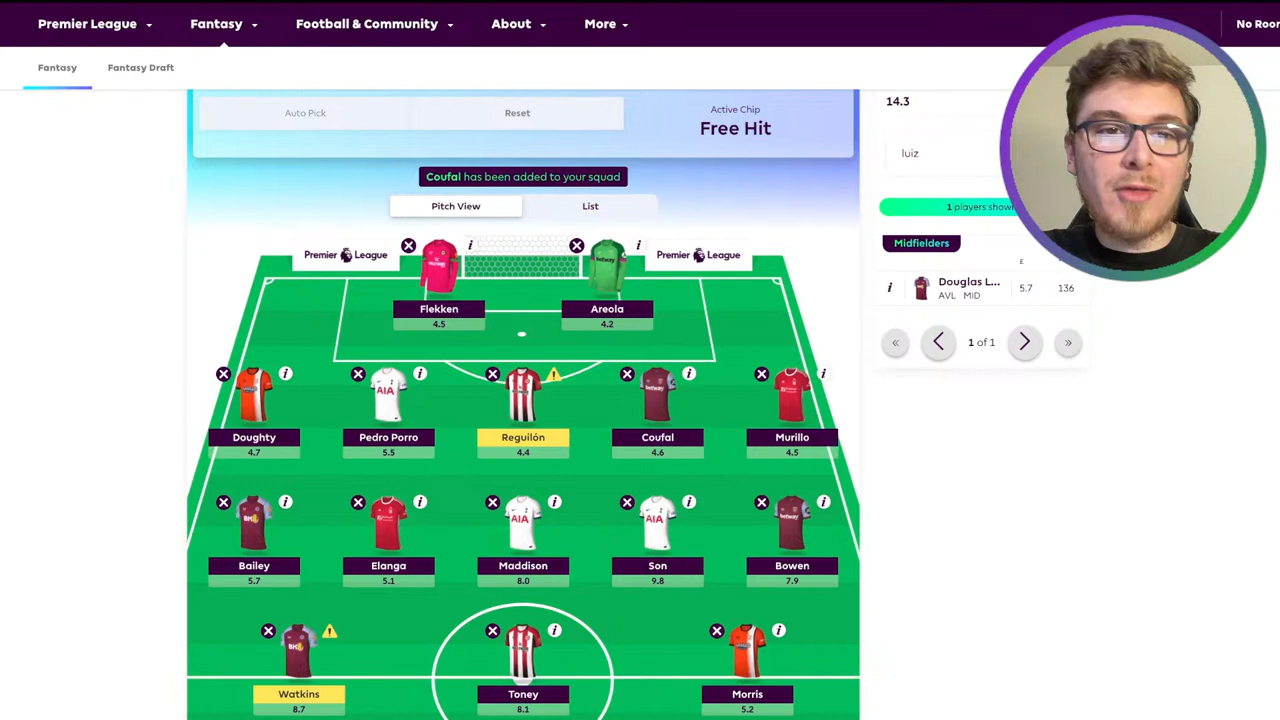 Premier League Fantasy Football & Community About More No Room
Fantasy Fantasy Draft
14.3
Auto Pick Reset
Active Chip
Free Hit
luiz
Coufal has been added to your squad
Pitch View List
1 players shown
Midfielders
£
Douglas L...
AVL MID
5.7 136
1 of 1
Premier League Premier League
Flekken
4.5
Areola
4.2
Doughty
4.7
Pedro Porro
5.5
Reguilón
4.4
Coufal
4.6
Murillo
4.5
Bailey
5.7
Elanga
5.1
Maddison
8.0
Son
9.8
Bowen
7.9
Watkins
8.7
Toney
8.1
Morris
5.2